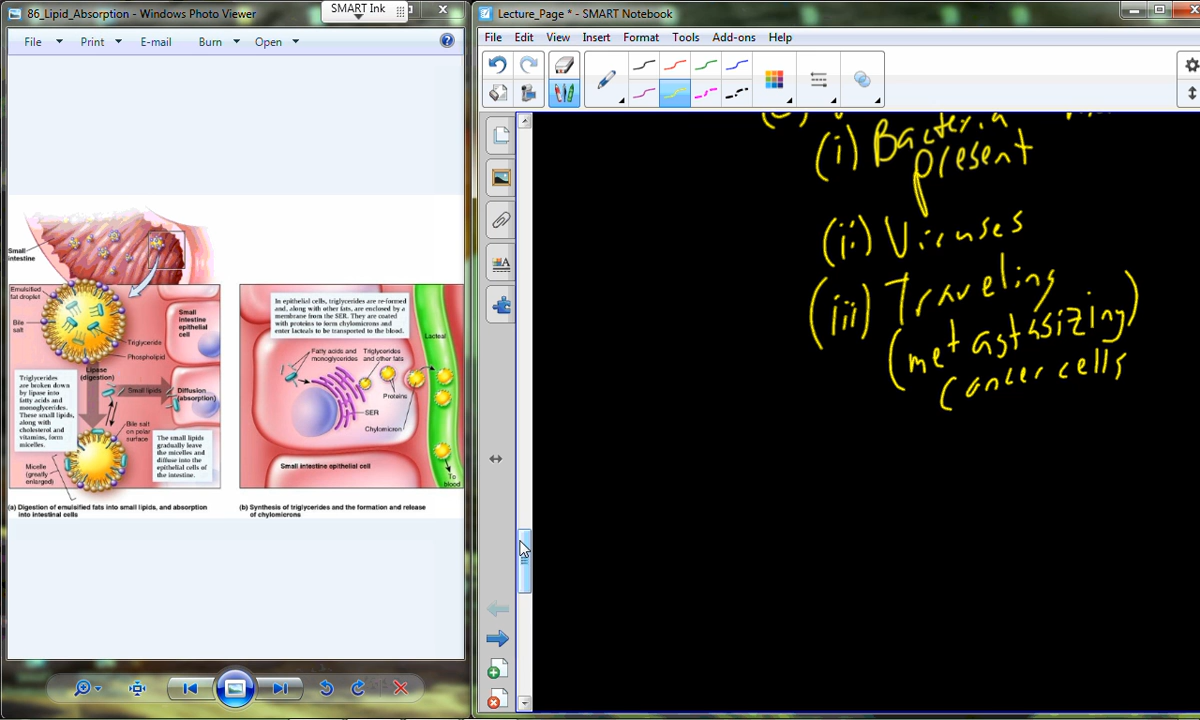 86_Lipid_Absorption - Windows Photo Viewer
SMART Ink
File Print E-mail Burn Open
Small
intestine
Emulsified
fat droplet
Bile
salt
Small
intestine
epithelial
cell
Triglyceride
Phospholipid
Lipase
(digestion)
Triglycerides
are broken down
by lipase into
fatty acids and
monoglycerides.
These small lipids,
along with
cholesterol and
vitamins, form
micelles.
Small lipids
Diffusion
(absorption)
Bile salt
on polar
surface
The small lipids
gradually leave
the micelles and
diffuse into the
epithelial cells of
the intestine.
Micelle
(greatly
enlarged)
(a) Digestion of emulsified fats into small lipids, and absorption
into intestinal cells
In epithelial cells, triglycerides are re-formed
and, along with other fats, are enclosed by a
membrane from the SER. They are coated
with proteins to form chylomicrons and
enter lacteals to be transported to the blood.
Lacteal
Fatty acids and
monoglycerides
Triglycerides
and other fats
Proteins
SER
Chylomicron
Small intestine epithelial cell
To
blood
(b) Synthesis of triglycerides and the formation and release
of chylomicrons
Lecture_Page * - SMART Notebook
File Edit View Insert Format Tools Add-ons Help
(i) Bacteria
present
(ii) Viruses
(iii) Traveling
(metastasizing)
cancer cells